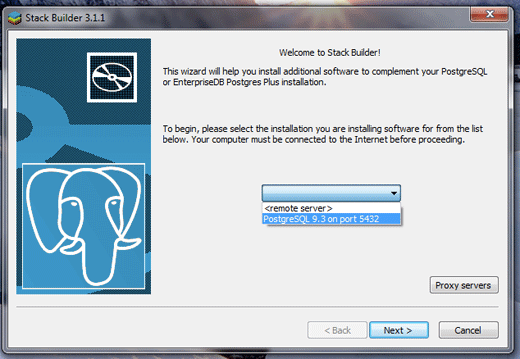 Stack Builder 3.1.1
Welcome to Stack Builder!
This wizard will help you install additional software to complement your PostgreSQL
or EnterpriseDB Postgres Plus installation.
To begin, please select the installation you are installing software for from the list
below. Your computer must be connected to the Internet before proceeding.
<remote server>
PostgreSQL 9.3 on port 5432
Proxy servers
< Back
Next >
Cancel